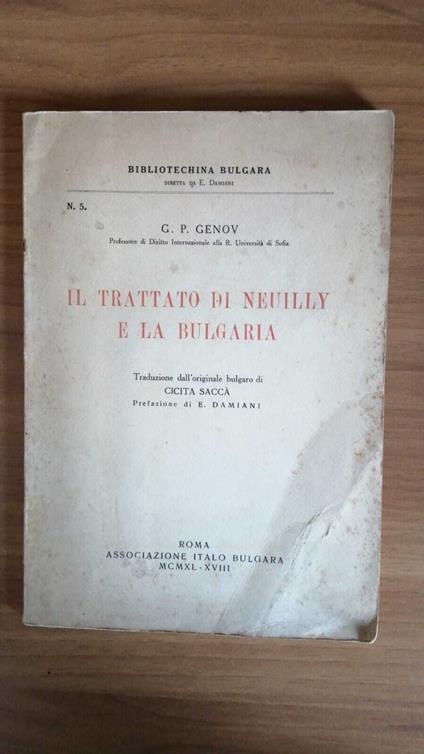 BIBLIOTECHINA BULGARA
DIRETTA DA E. DAMIANI
N. 5.
G. P. GENOV
Professore di Diritto Internazionale alla R. Università di Sofia
IL TRATTATO DI NEUILLY
E LA BULGARIA
Traduzione dall'originale bulgaro di
CICITA SACCÀ
Prefazione di E. DAMIANI
ROMA
ASSOCIAZIONE ITALO BULGARA
MCMXL-XVIII